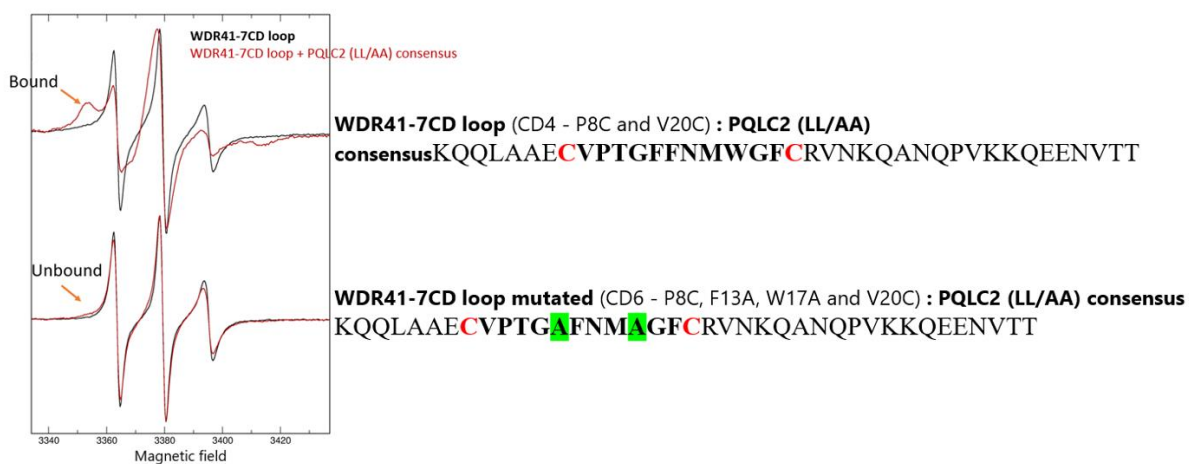 WDR41-7CD loop
WDR41-7CD loop + PQLC2 (LL/AA) consensus
Bound
WDR41-7CD loop (CD4 - P8C and V20C) : PQLC2 (LL/AA)
consensusKQQLAAECVPTGFFNMWGFCRVNKQANQPVKKQEENVTT
Unbound
WDR41-7CD loop mutated (CD6 - P8C, F13A, W17A and V20C) : PQLC2 (LL/AA) consensus
KQQLAAECVPTGAFNMAGFCRVNKQANQPVKKQEENVTT
3340 3360 3380 3400 3420
Magnetic field